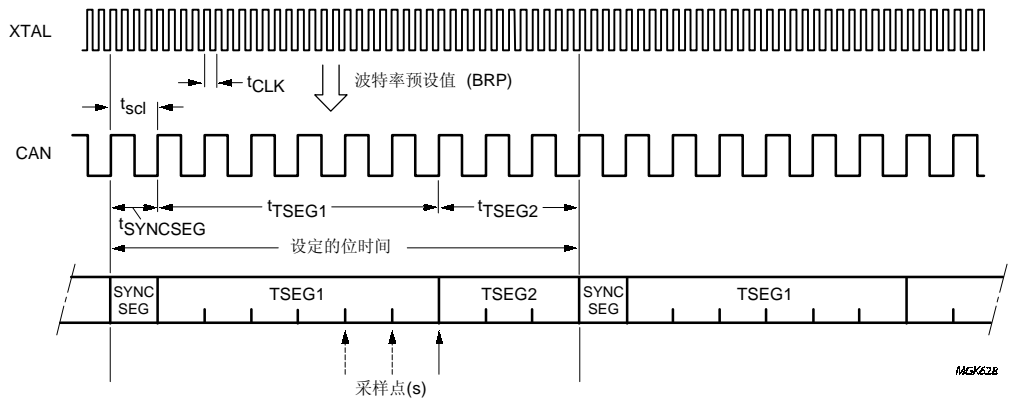 XTAL
tCLK
波特率预设值 (BRP)
tscl
CAN
tSYNCSEG
tTSEG1
tTSEG2
设定的位时间
SYNC SEG
TSEG1
TSEG2
SYNC SEG
TSEG1
采样点(s)
MGK628